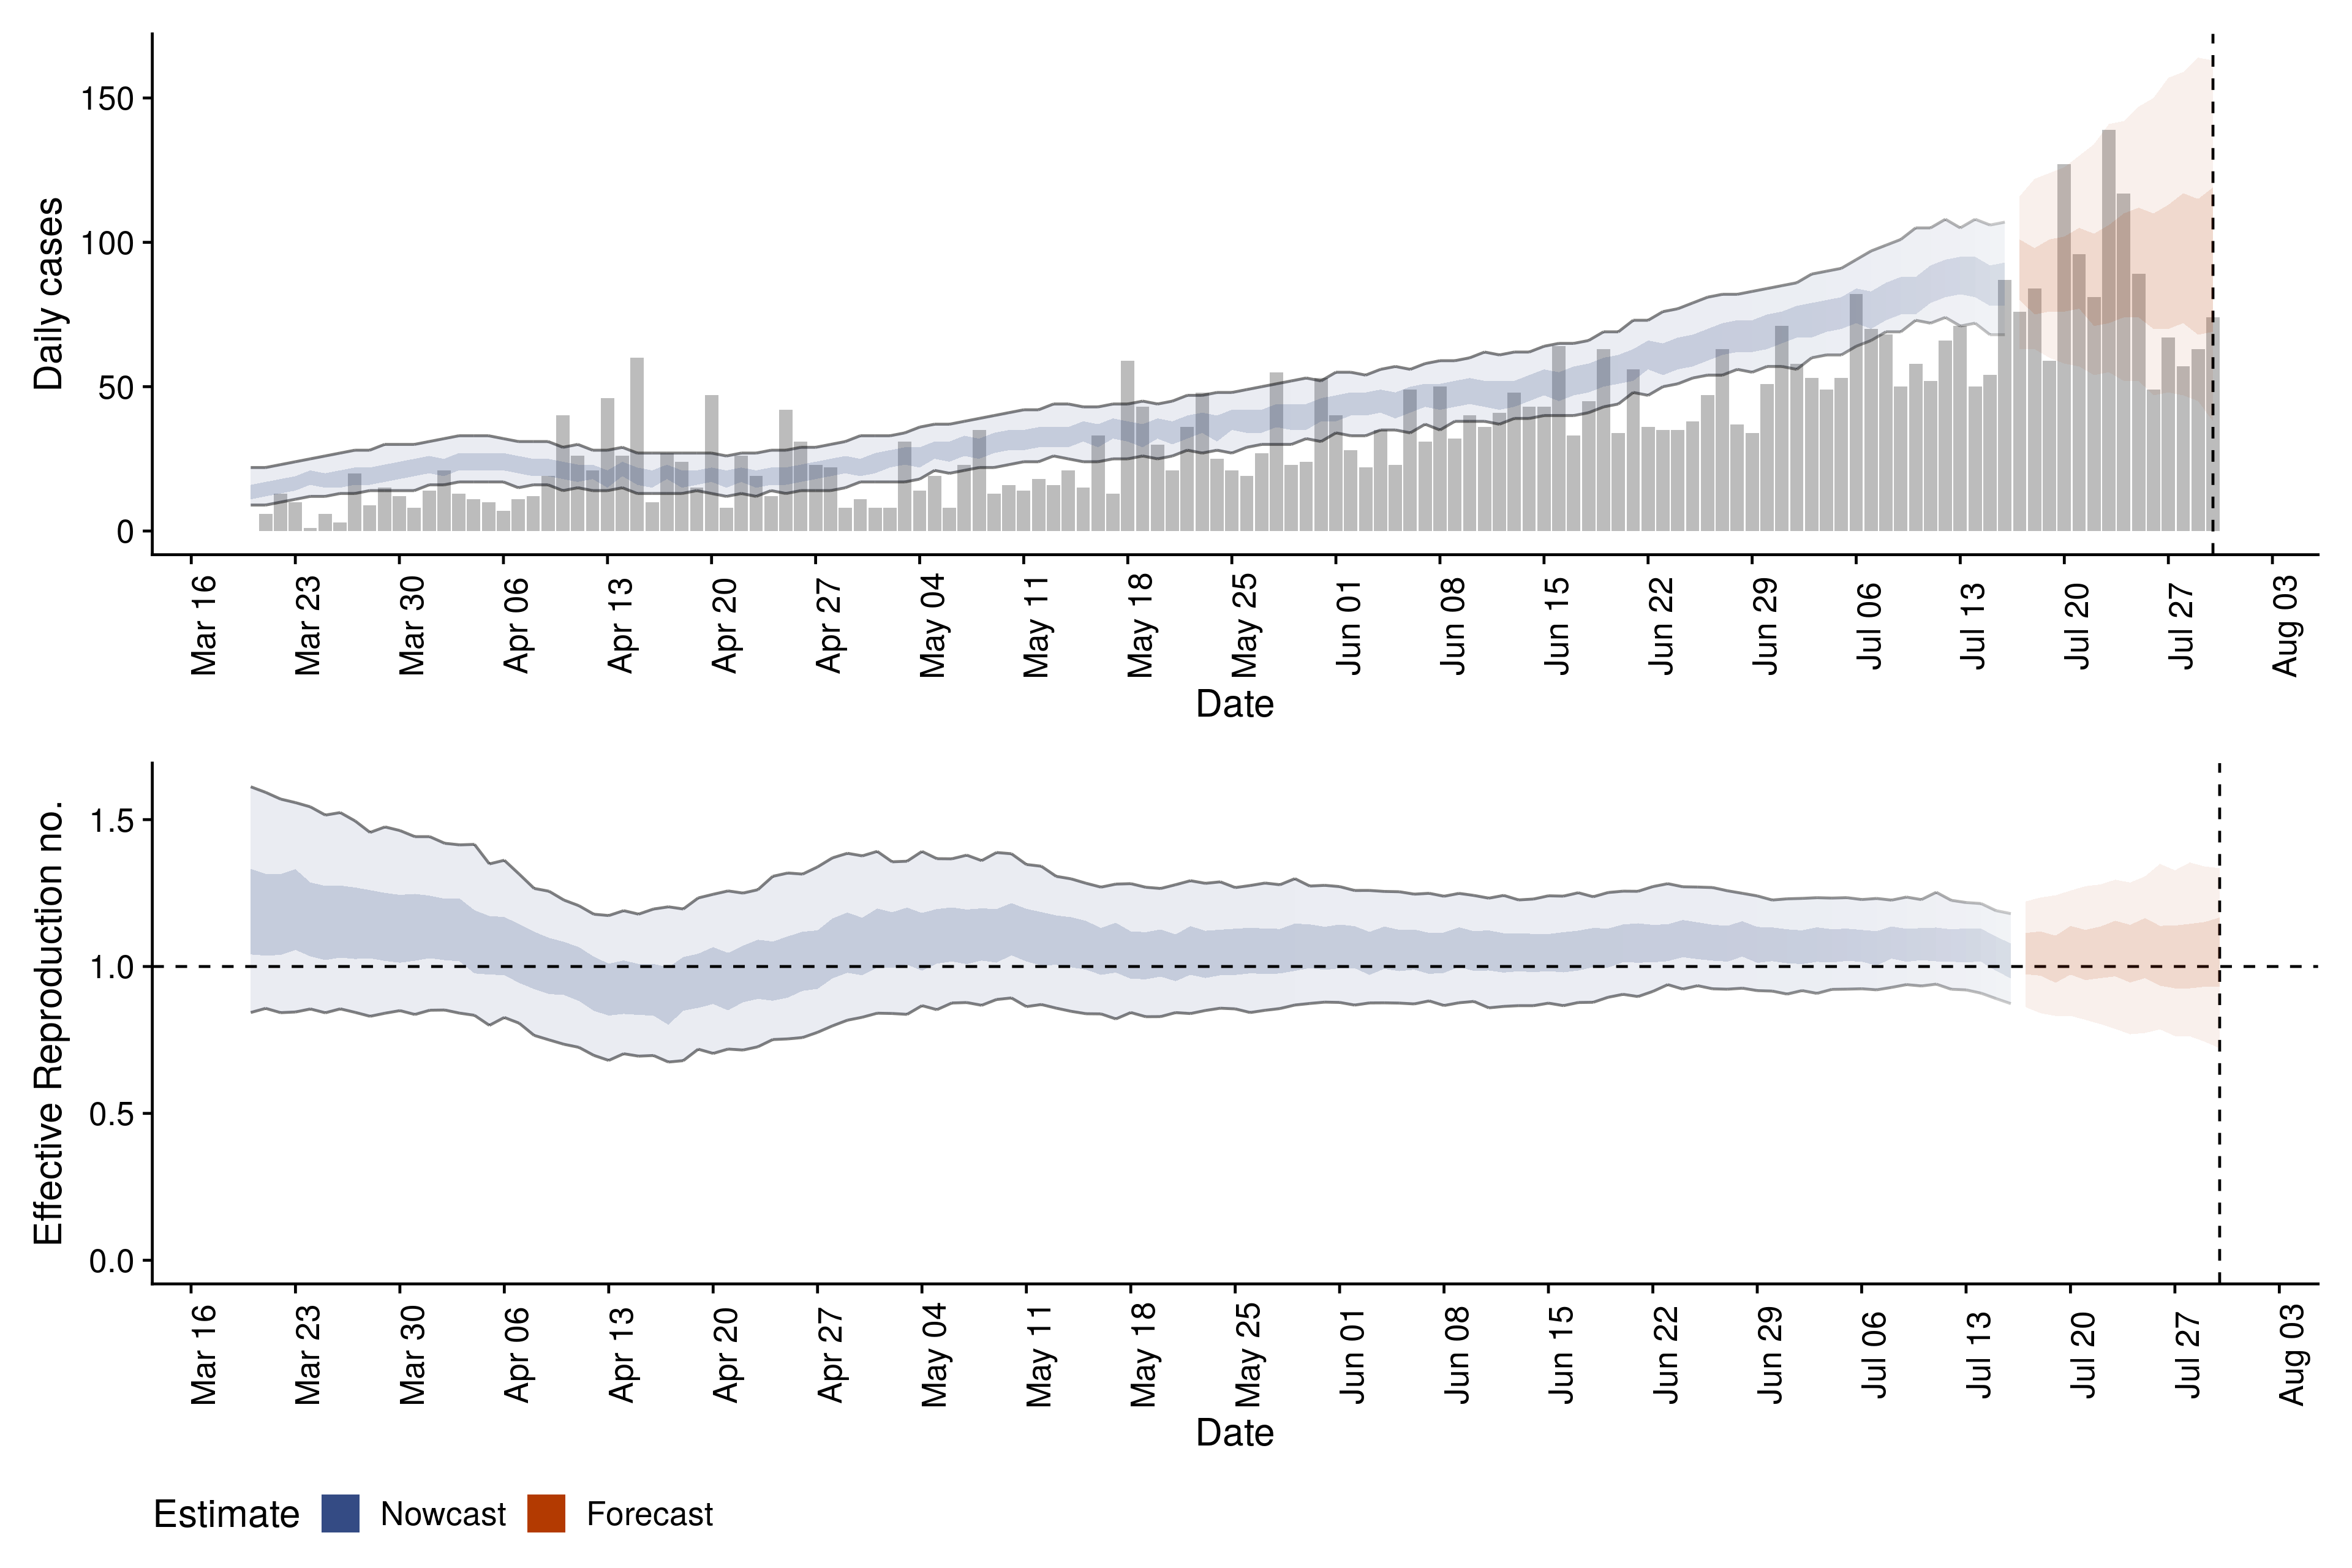 Daily cases
150
100
50
0
Mar 16
Mar 23
Mar 30
Apr 06
Apr 13
Apr 20
Apr 27
May 04
May 11
May 18
May 25
Jun 01
Jun 08
Jun 15
Jun 22
Jun 29
Jul 06
Jul 13
Jul 20
Jul 27
Aug 03
Date
Effective Reproduction no.
1.5
1.0
0.5
0.0
Mar 16
Mar 23
Mar 30
Apr 06
Apr 13
Apr 20
Apr 27
May 04
May 11
May 18
May 25
Jun 01
Jun 08
Jun 15
Jun 22
Jun 29
Jul 06
Jul 13
Jul 20
Jul 27
Aug 03
Date
Estimate Nowcast Forecast